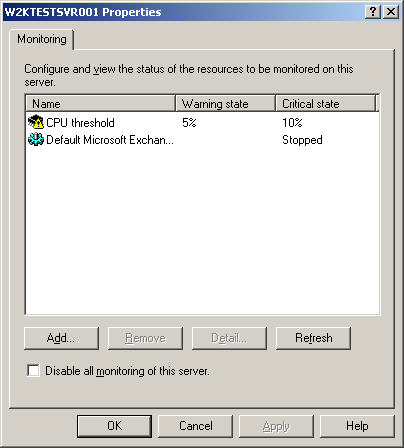 W2KTESTSVR001 Properties
Monitoring
Configure and view the status of the resources to be monitored on this
server.
Name Warning state Critical state
CPU threshold 5% 10%
Default Microsoft Exchan... Stopped
Add... Remove Detail... Refresh
Disable all monitoring of this server.
OK Cancel Apply Help